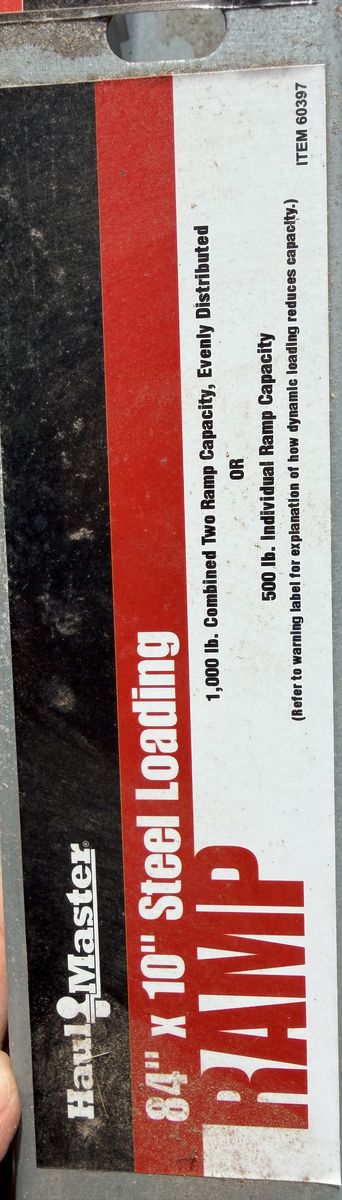 Haul Master®
84" x 10" Steel Loading
RAMP
1,000 lb. Combined Two Ramp Capacity, Evenly Distributed
OR
500 lb. Individual Ramp Capacity
(Refer to warning label for explanation of how dynamic loading reduces capacity.)
ITEM 60397